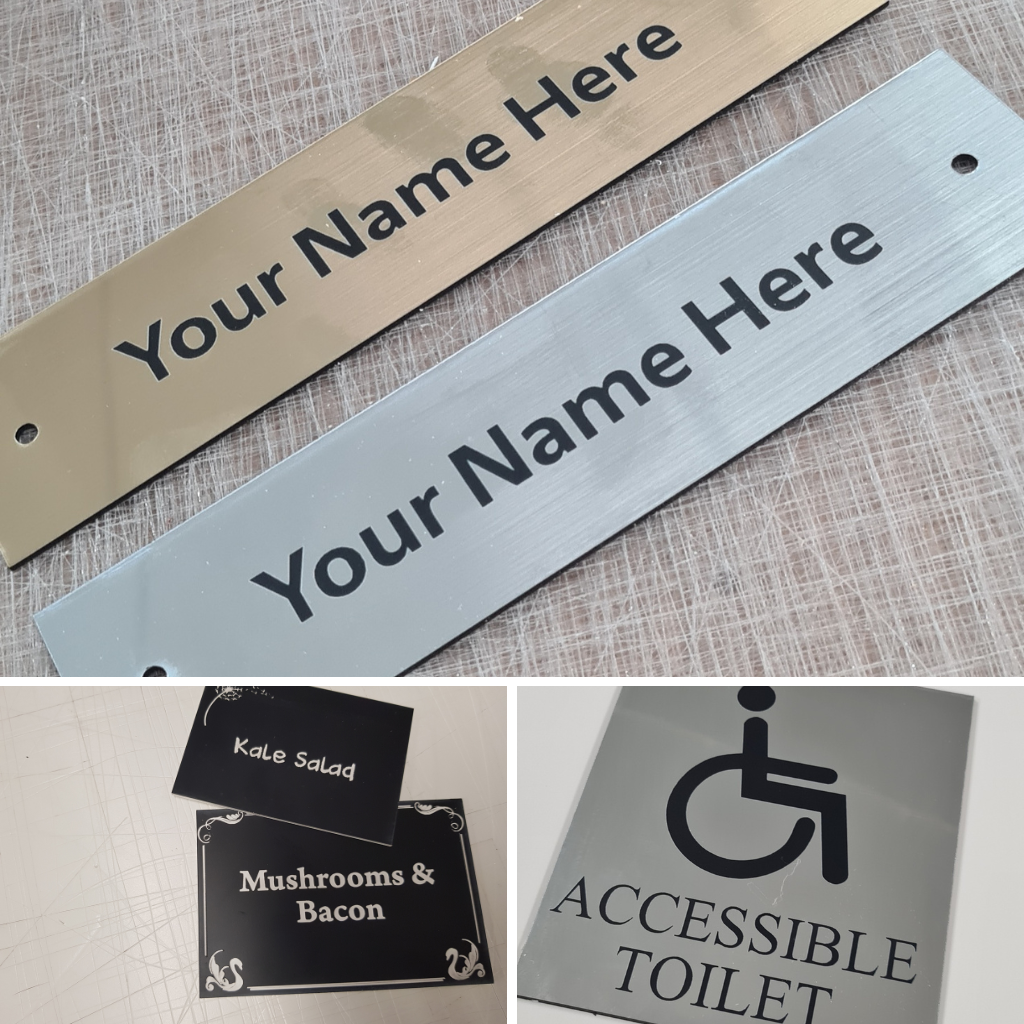 Your Name Here
Your Name Here
Kale Salad
Mushrooms &
Bacon
ACCESSIBLE
TOILET